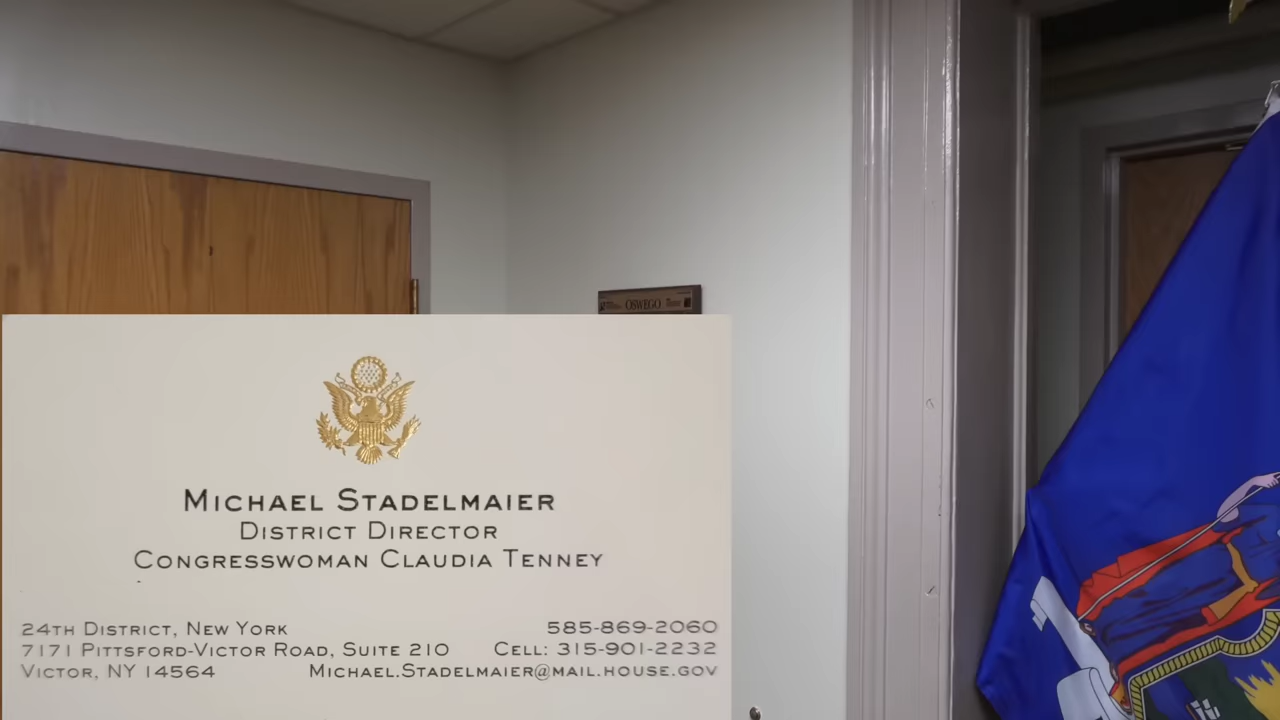 OSWEGO
MICHAEL STADELMAIER
DISTRICT DIRECTOR
CONGRESSWOMAN CLAUDIA TENNEY
24TH DISTRICT, NEW YORK
585-869-2060
7171 PITTSFORD-VICTOR ROAD, SUITE 210
CELL: 315-901-2232
VICTOR, NY 14564
MICHAEL.STADELMAIER@MAIL.HOUSE.GOV